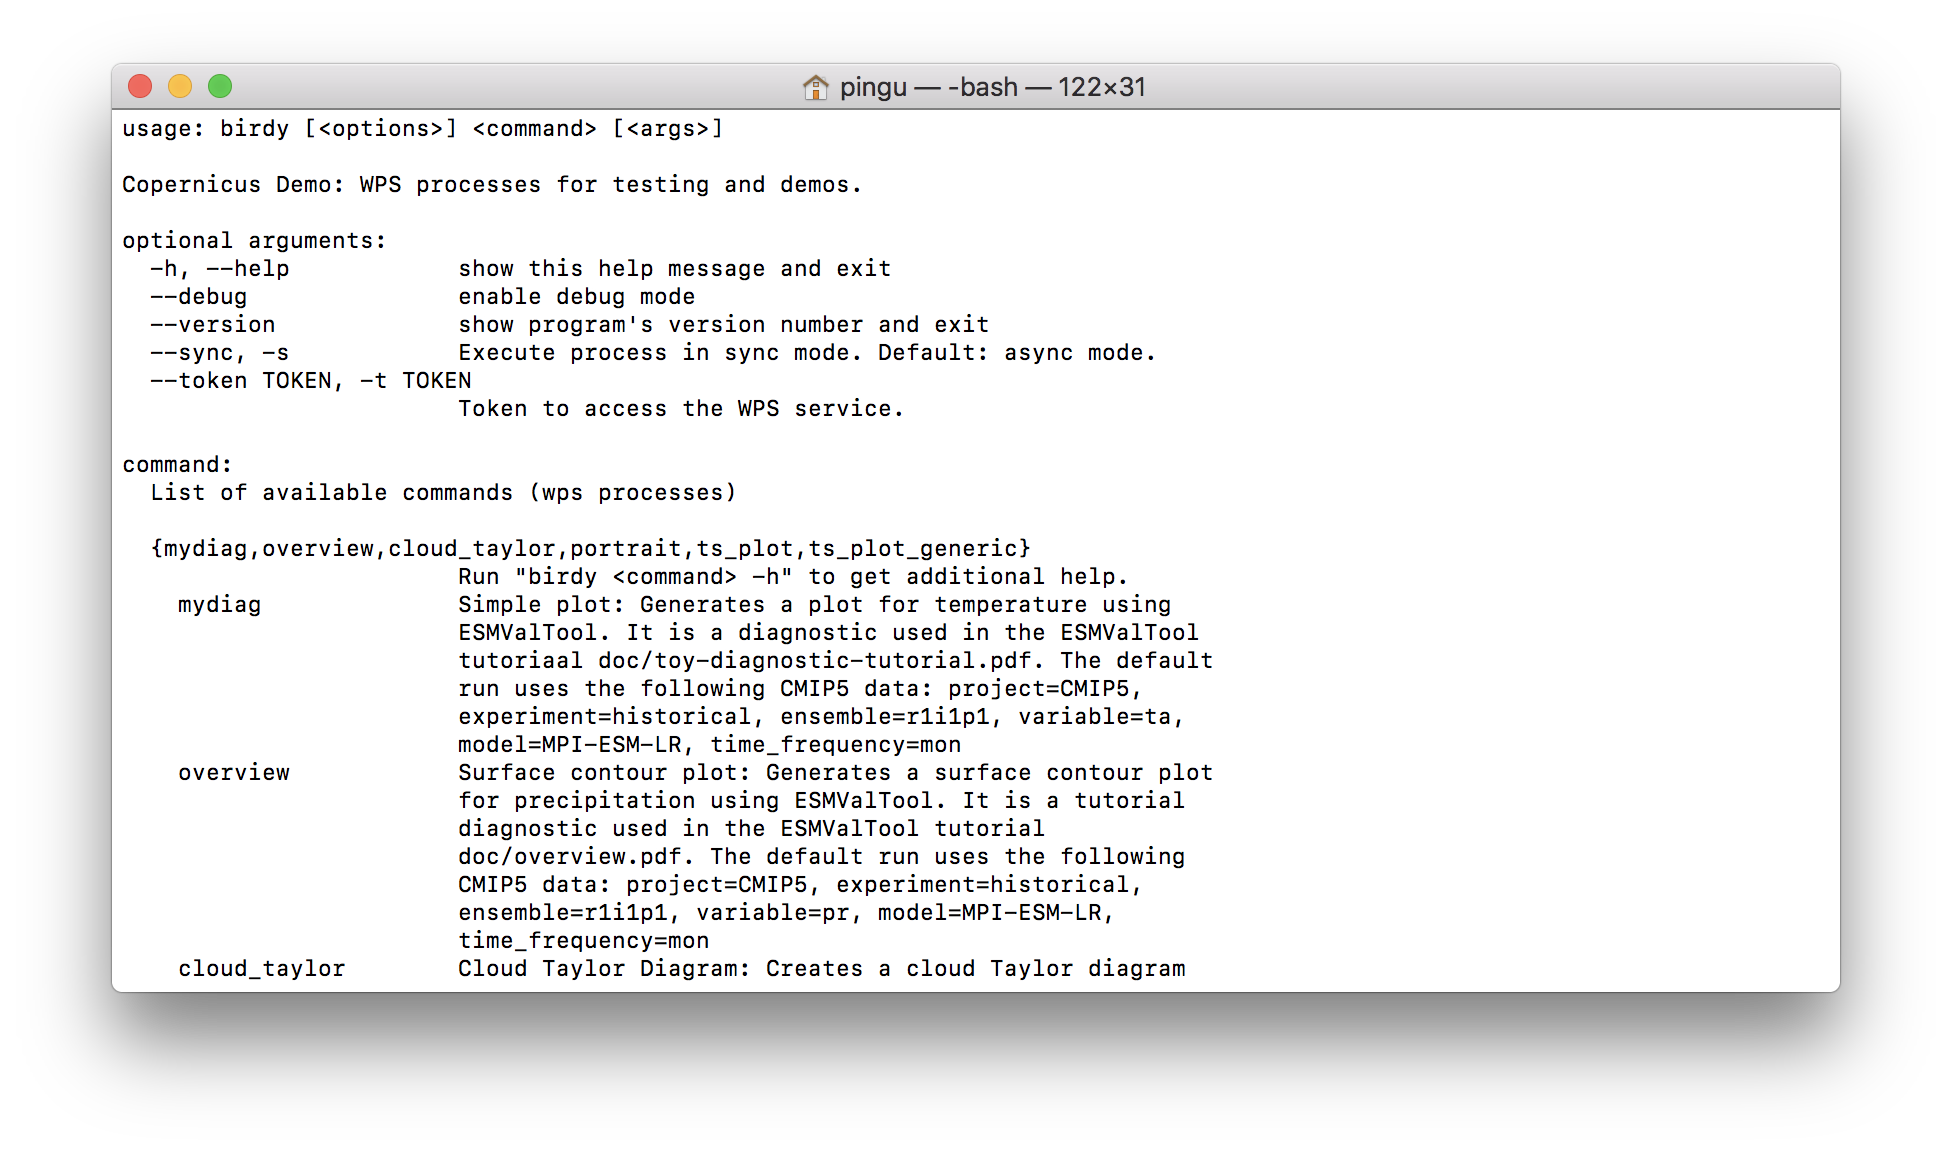 pingu — -bash — 122×31
usage: birdy [<options>] <command> [<args>]
Copernicus Demo: WPS processes for testing and demos.
optional arguments:
-h, --help show this help message and exit
--debug enable debug mode
--version show program's version number and exit
--sync, -s Execute process in sync mode. Default: async mode.
--token TOKEN, -t TOKEN
Token to access the WPS service.
command:
List of available commands (wps processes)
{mydiag,overview,cloud_taylor,portrait,ts_plot,ts_plot_generic}
Run "birdy <command> -h" to get additional help.
mydiag Simple plot: Generates a plot for temperature using
ESMValTool. It is a diagnostic used in the ESMValTool
tutoriaal doc/toy-diagnostic-tutorial.pdf. The default
run uses the following CMIP5 data: project=CMIP5,
experiment=historical, ensemble=r1i1p1, variable=ta,
model=MPI-ESM-LR, time_frequency=mon
overview Surface contour plot: Generates a surface contour plot
for precipitation using ESMValTool. It is a tutorial
diagnostic used in the ESMValTool tutorial
doc/overview.pdf. The default run uses the following
CMIP5 data: project=CMIP5, experiment=historical,
ensemble=r1i1p1, variable=pr, model=MPI-ESM-LR,
time_frequency=mon
cloud_taylor Cloud Taylor Diagram: Creates a cloud Taylor diagram